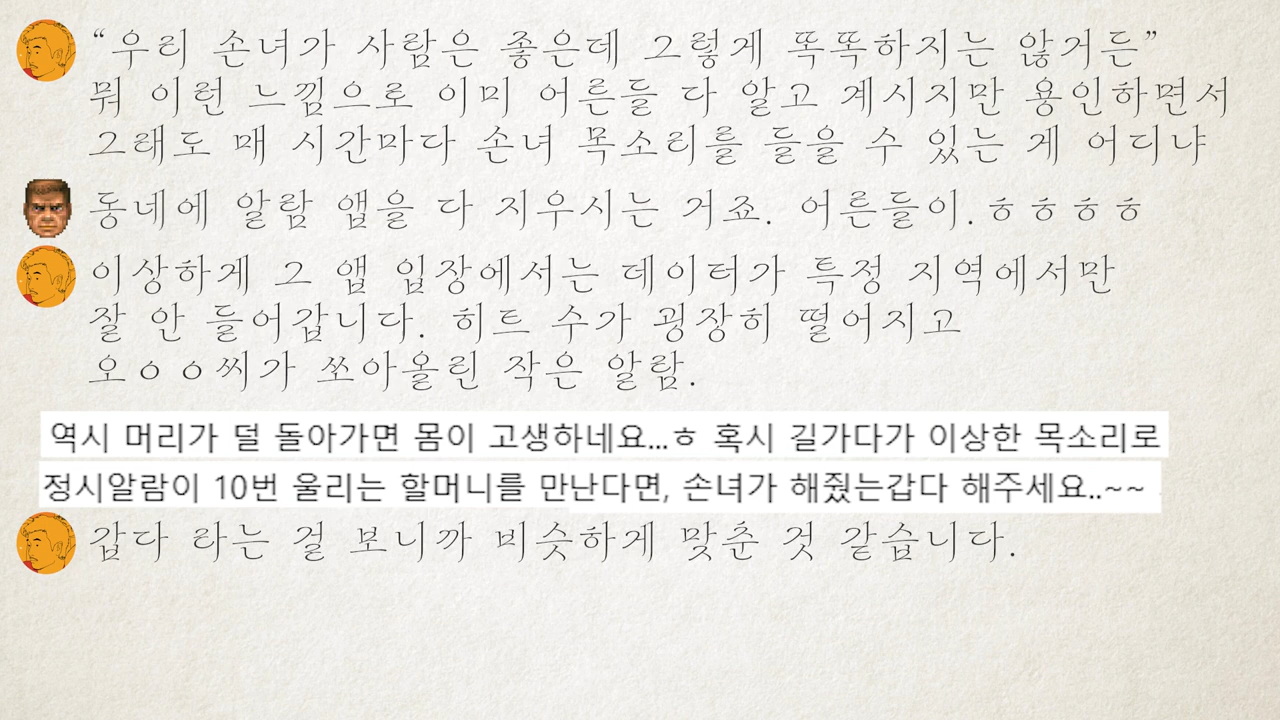 “우리 손녀가 사람은 좋은데 그렇게 똑똑하지는 않거든”
뭐 이런 느낌으로 이미 어른들 다 알고 계시지만 용인하면서
그래도 매 시간마다 손녀 목소리를 들을 수 있는 게 어디냐
동네에 알람 앱을 다 지우시는 거죠. 어른들이.ㅎㅎㅎㅎ
이상하게 그 앱 입장에서는 데이터가 특정 지역에서만
잘 안 들어갑니다. 히트 수가 굉장히 떨어지고
오ㅇㅇ씨가 쏘아올린 작은 알람.
역시 머리가 덜 돌아가면 몸이 고생하네요...ㅎ 혹시 길가다가 이상한 목소리로
정시알람이 10번 울리는 할머니를 만난다면, 손녀가 해줬는갑다 해주세요..~~
갑다 라는 걸 보니까 비슷하게 맞춘 것 같습니다.